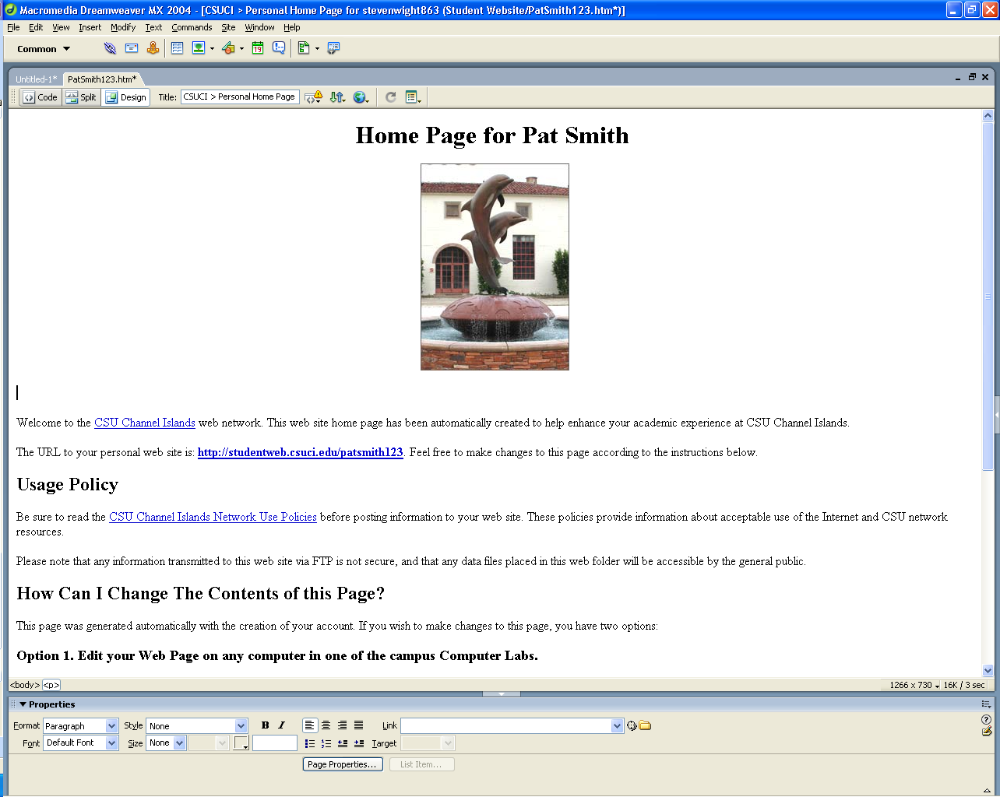 Macromedia Dreamweaver MX 2004 - [CSUCI > Personal Home Page for stevenwight863 (Student Website/PatSmith123.htm*)]
File Edit View Insert Modify Text Commands Site Window Help
Common
19
Untitled-1* PatSmith123.htm*
Code Split Design Title: CSUCI > Personal Home Page
Home Page for Pat Smith
Welcome to the CSU Channel Islands web network. This web site home page has been automatically created to help enhance your academic experience at CSU Channel Islands.
The URL to your personal web site is: http://studentweb.csuci.edu/patsmith123. Feel free to make changes to this page according to the instructions below.
Usage Policy
Be sure to read the CSU Channel Islands Network Use Policies before posting information to your web site. These policies provide information about acceptable use of the Internet and CSU network
resources.
Please note that any information transmitted to this web site via FTP is not secure, and that any data files placed in this web folder will be accessible by the general public.
How Can I Change The Contents of this Page?
This page was generated automatically with the creation of your account. If you wish to make changes to this page, you have two options:
Option 1. Edit your Web Page on any computer in one of the campus Computer Labs.
<body> <p> 1266 x 730 16K / 3 sec
Properties
Format Paragraph Style None B I Link
Font Default Font Size None Target
Page Properties... List Item...